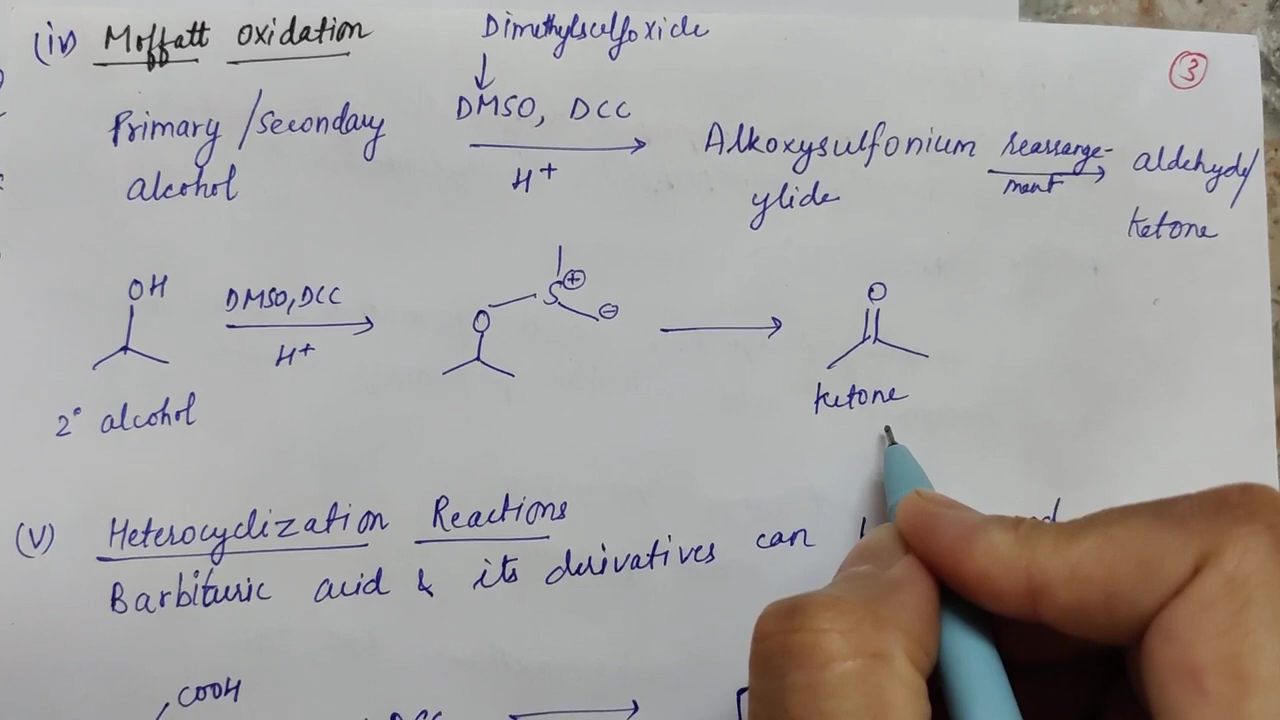 (iv) Moffatt oxidation
Dimethylsulfoxide
3
DMSO, DCC
Primary/Secondary
alcohol
H+
Alkoxysulfonium
ylide
rearrange-
ment
aldehyde/
Ketone
OH
DMSO, DCC
H+
2° alcohol
S ⊕
⊖
O
O
ketone
(V) Heterocyclization Reactions
Barbituric acid & its derivatives can
COOH
DCC